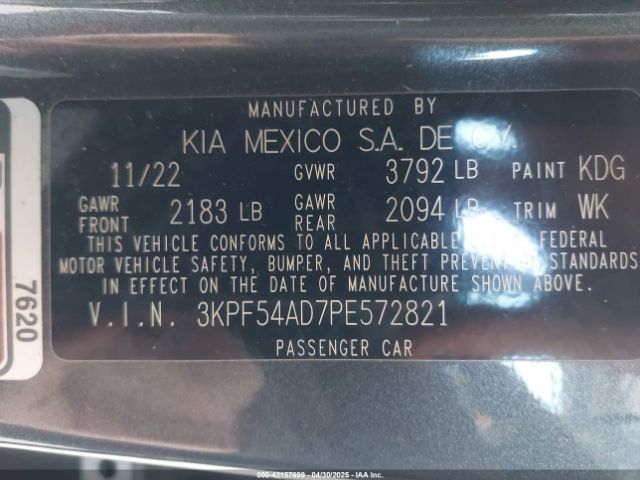 MANUFACTURED BY
KIA MEXICO S.A. DE C.V.
11/22 GVWR 3792 LB PAINT KDG
GAWR FRONT 2183 LB GAWR REAR 2094 LB TRIM WK
THIS VEHICLE CONFORMS TO ALL APPLICABLE U.S. FEDERAL
MOTOR VEHICLE SAFETY, BUMPER, AND THEFT PREVENTION STANDARDS
IN EFFECT ON THE DATE OF MANUFACTURE SHOWN ABOVE.
V.I.N. 3KPF54AD7PE572821
PASSENGER CAR
7620
000-42157699 - 04/30/2025 - IAA Inc.